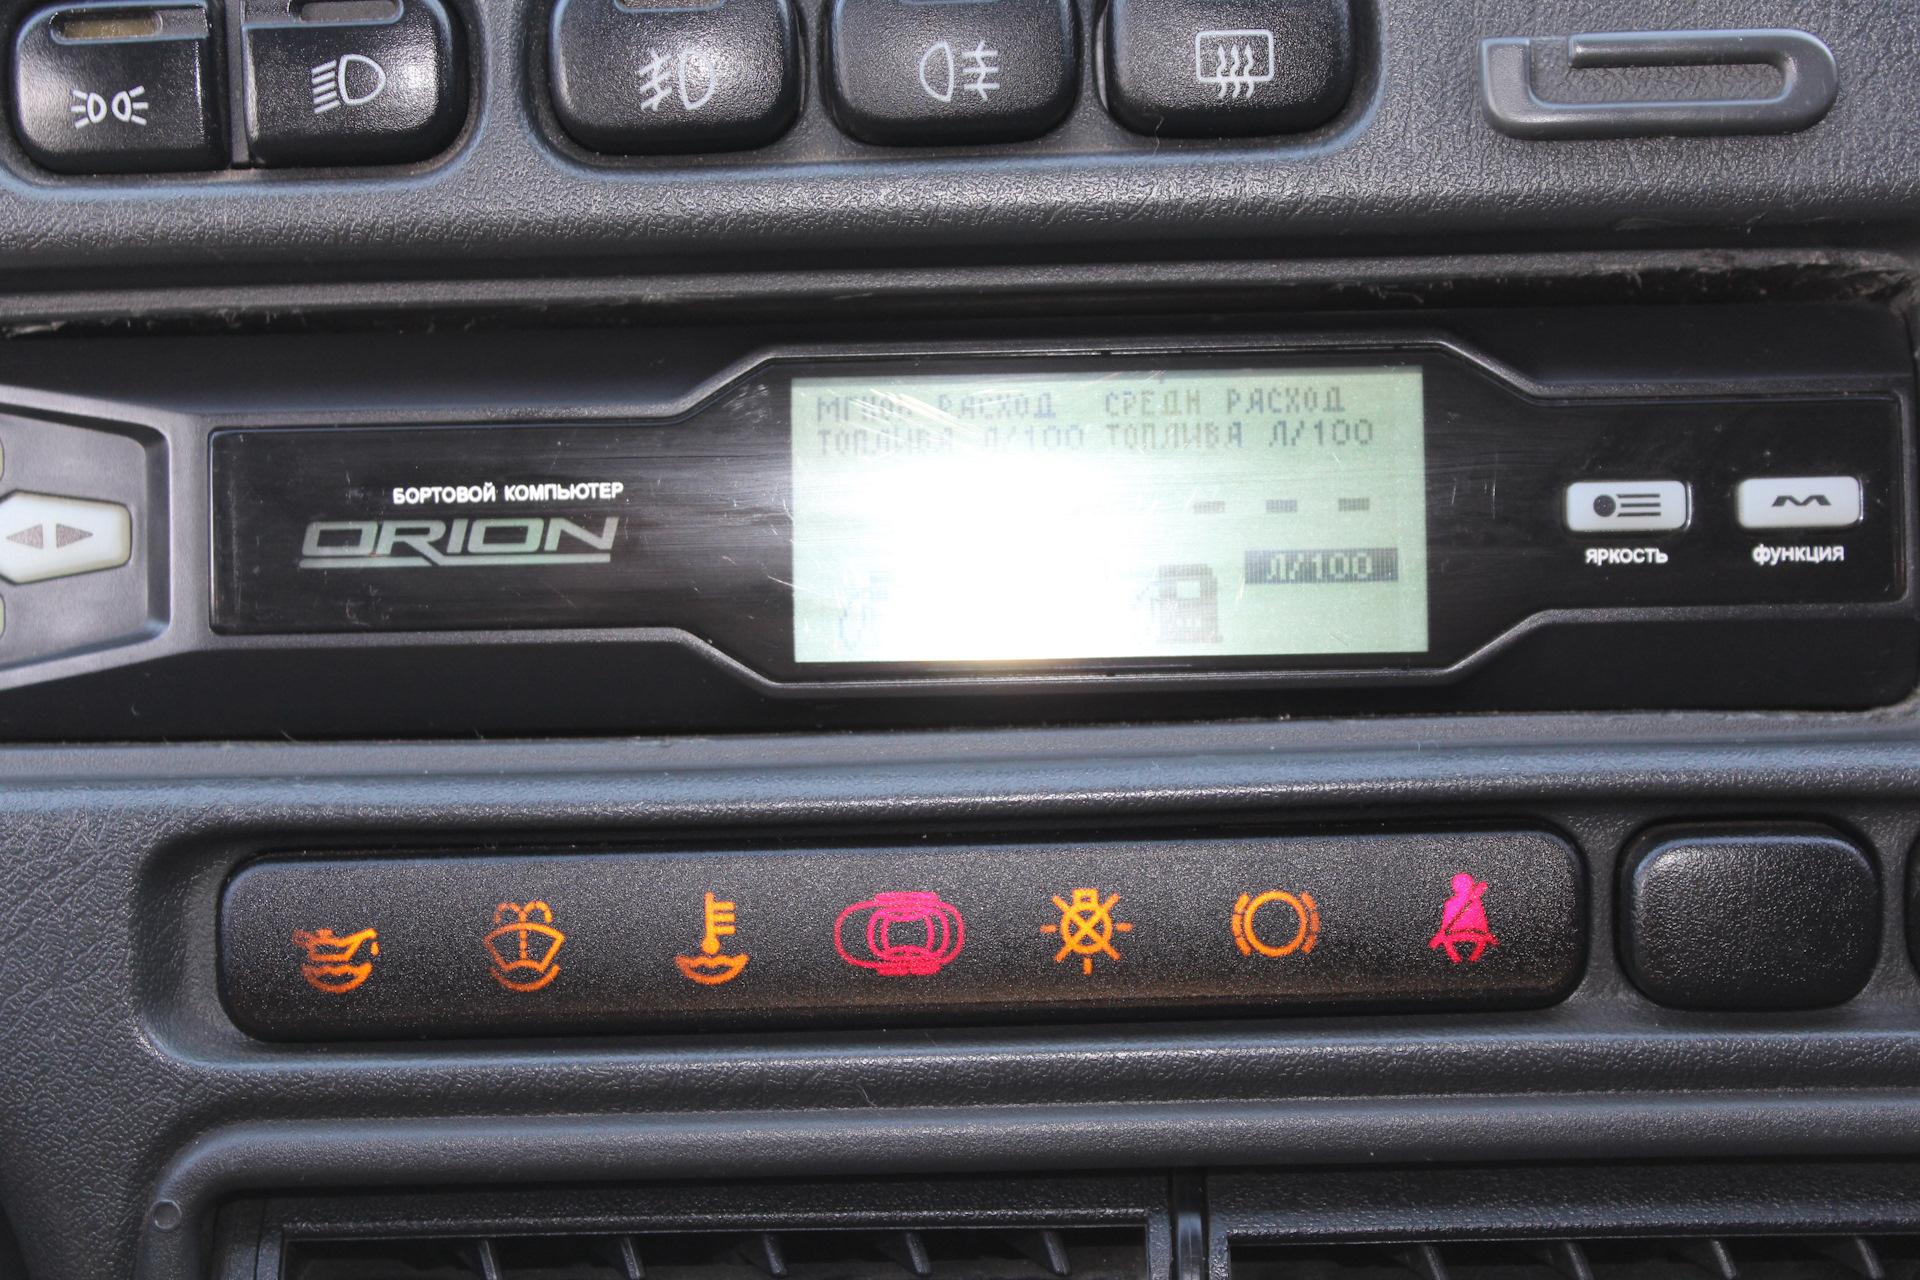 МГНОВ РАСХОД СРЕДН РАСХОД
ТОПЛИВА Л/100 ТОПЛИВА Л/100
- - -
Л/100
БОРТОВОЙ КОМПЬЮТЕР
ORION
ЯРКОСТЬ
ФУНКЦИЯ